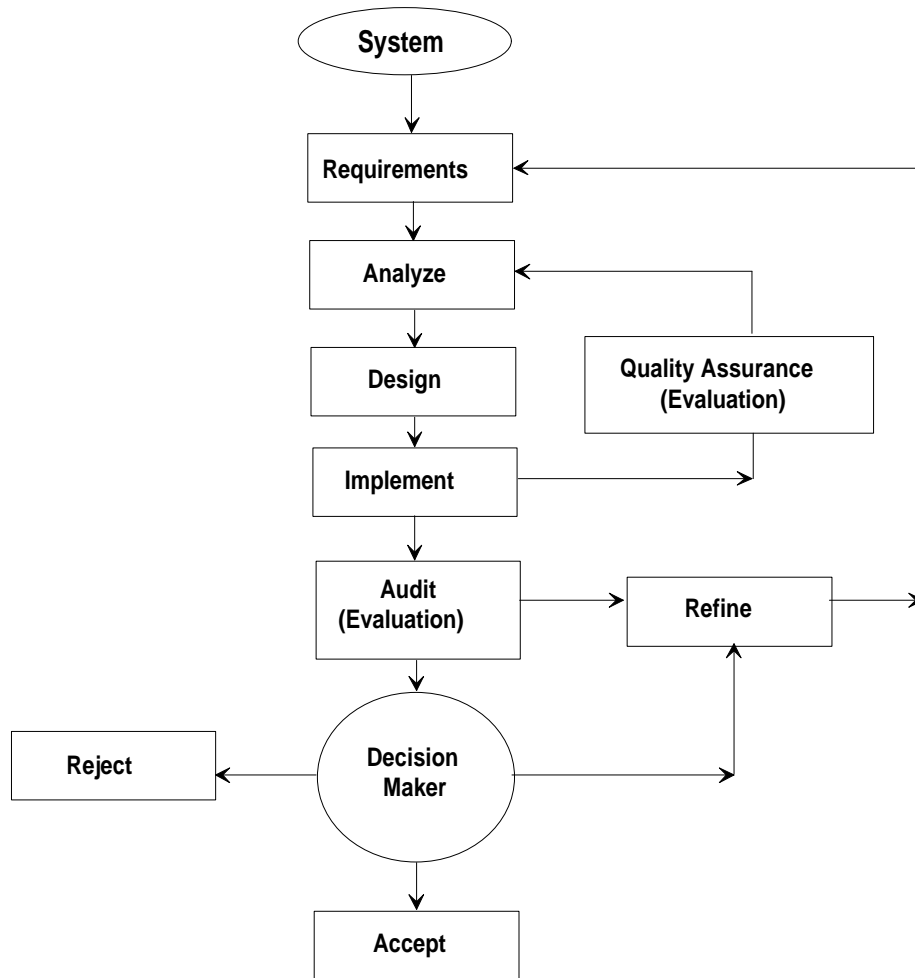 System
Requirements
Analyze
Design
Quality Assurance
(Evaluation)
Implement
Audit
(Evaluation)
Refine
Reject
Decision
Maker
Accept